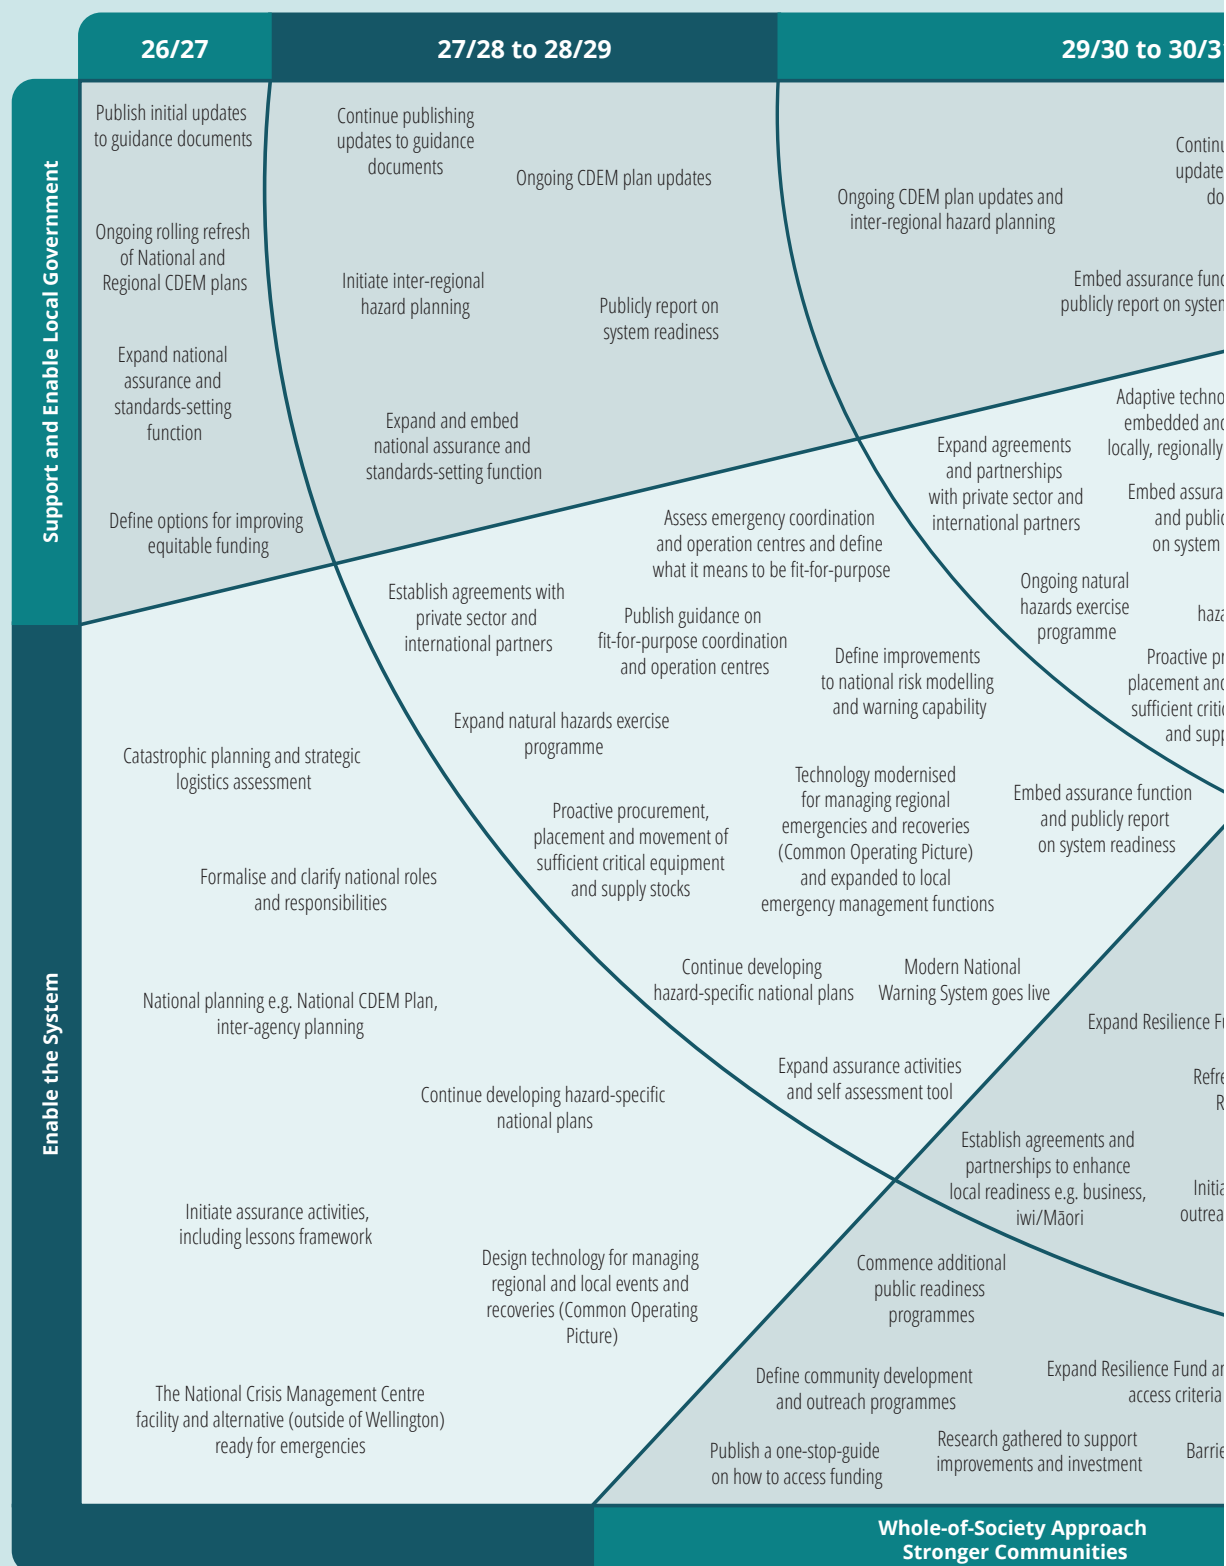 26/27
27/28 to 28/29
29/30 to 30/3
Support and Enable Local Government
Publish initial updates
to guidance documents
Ongoing rolling refresh
of National and
Regional CDEM plans
Expand national
assurance and
standards-setting
function
Define options for improving
equitable funding
Continue publishing
updates to guidance
documents
Ongoing CDEM plan updates
Initiate inter-regional
hazard planning
Publicly report on
system readiness
Expand and embed
national assurance and
standards-setting function
Ongoing CDEM plan updates and
inter-regional hazard planning
Embed assurance
publicly report on
Enable the System
Catastrophic planning and strategic
logistics assessment
Formalise and clarify national roles
and responsibilities
National planning e.g. National CDEM Plan,
inter-agency planning
Continue developing hazard-specific
national plans
Initiate assurance activities,
including lessons framework
Design technology for managing
regional and local events and
recoveries (Common Operating
Picture)
The National Crisis Management Centre
facility and alternative (outside of Wellington)
ready for emergencies
Assess emergency coordination
and operation centres and define
what it means to be fit-for-purpose
Establish agreements with
private sector and
international partners
Publish guidance on
fit-for-purpose coordination
and operation centres
Define improvements
to national risk modelling
and warning capability
Expand natural hazards exercise
programme
Proactive procurement,
placement and movement of
sufficient critical equipment
and supply stocks
Technology modernised
for managing regional
emergencies and recoveries
(Common Operating Picture)
and expanded to local
emergency management functions
Continue developing
hazard-specific national plans
Modern National
Warning System goes live
Expand assurance activities
and self assessment tool
Adaptive
embedded
locally, regionally
Expand agreements
and partnerships
with private sector and
international partners
Embed
and
on system
Ongoing natural
hazards exercise
programme
Proactive
placement
sufficient
and
Embed assurance function
and publicly report
on system readiness
Expand Resilience
Establish agreements and
partnerships to enhance
local readiness e.g. business,
iwi/Māori
Commence additional
public readiness
programmes
Define community development
and outreach programmes
Expand Resilience Fund
access criteria
Publish a one-stop-guide
on how to access funding
Research gathered to support
improvements and investment
Whole-of-Society Approach
Stronger Communities